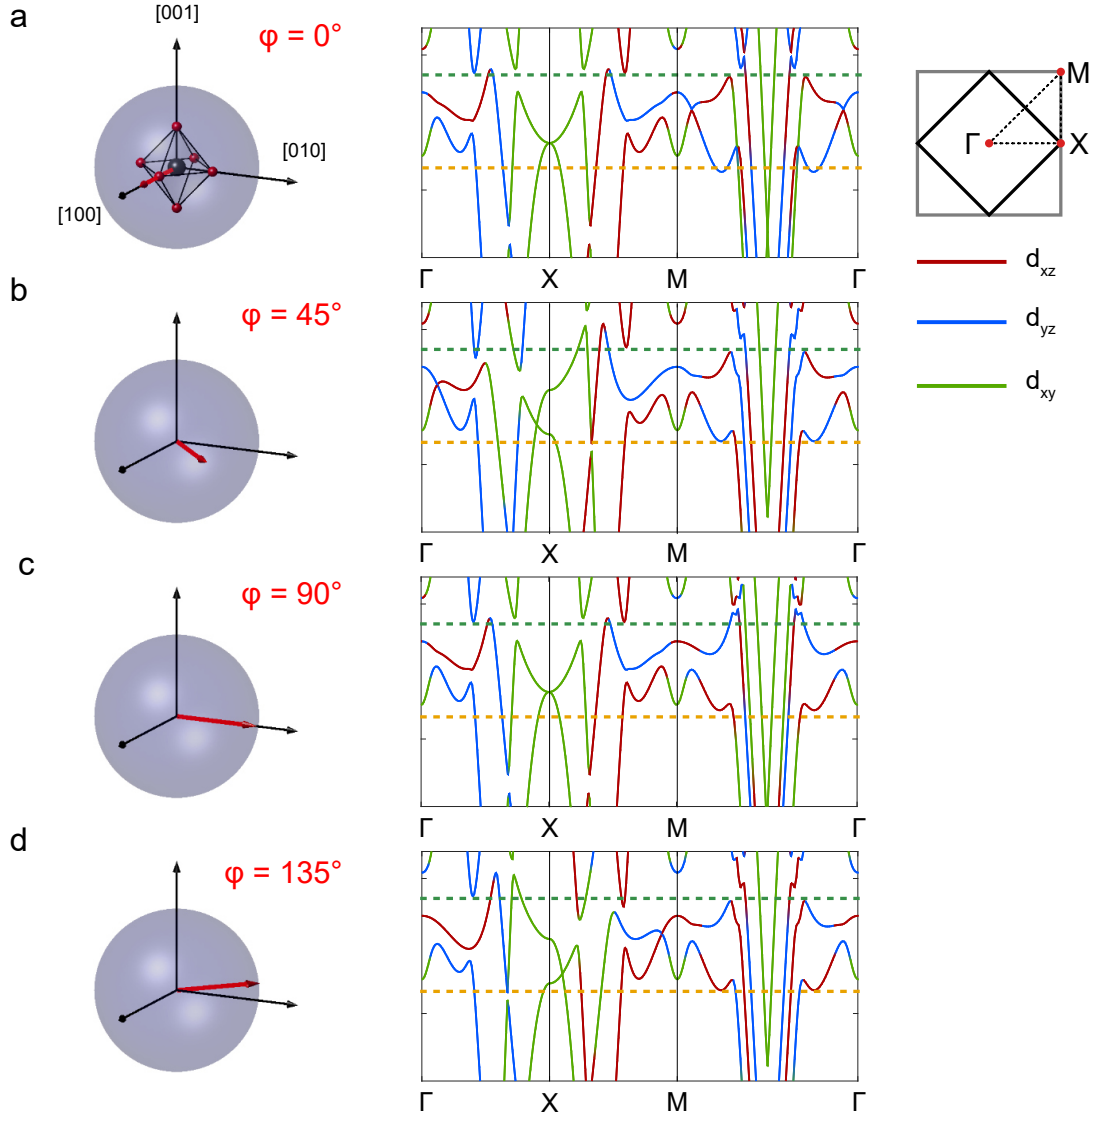 a
[001]
φ = 0°
[010]
[100]
Γ X M Γ
M
Γ X
d_xz
d_yz
d_xy
b
φ = 45°
Γ X M Γ
c
φ = 90°
Γ X M Γ
d
φ = 135°
Γ X M Γ